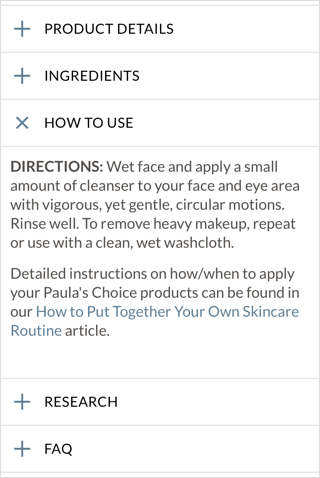 PRODUCT DETAILS
INGREDIENTS
HOW TO USE
DIRECTIONS: Wet face and apply a small
amount of cleanser to your face and eye area
with vigorous, yet gentle, circular motions.
Rinse well. To remove heavy makeup, repeat
or use with a clean, wet washcloth.
Detailed instructions on how/when to apply
your Paula's Choice products can be found in
our How to Put Together Your Own Skincare
Routine article.
RESEARCH
FAQ